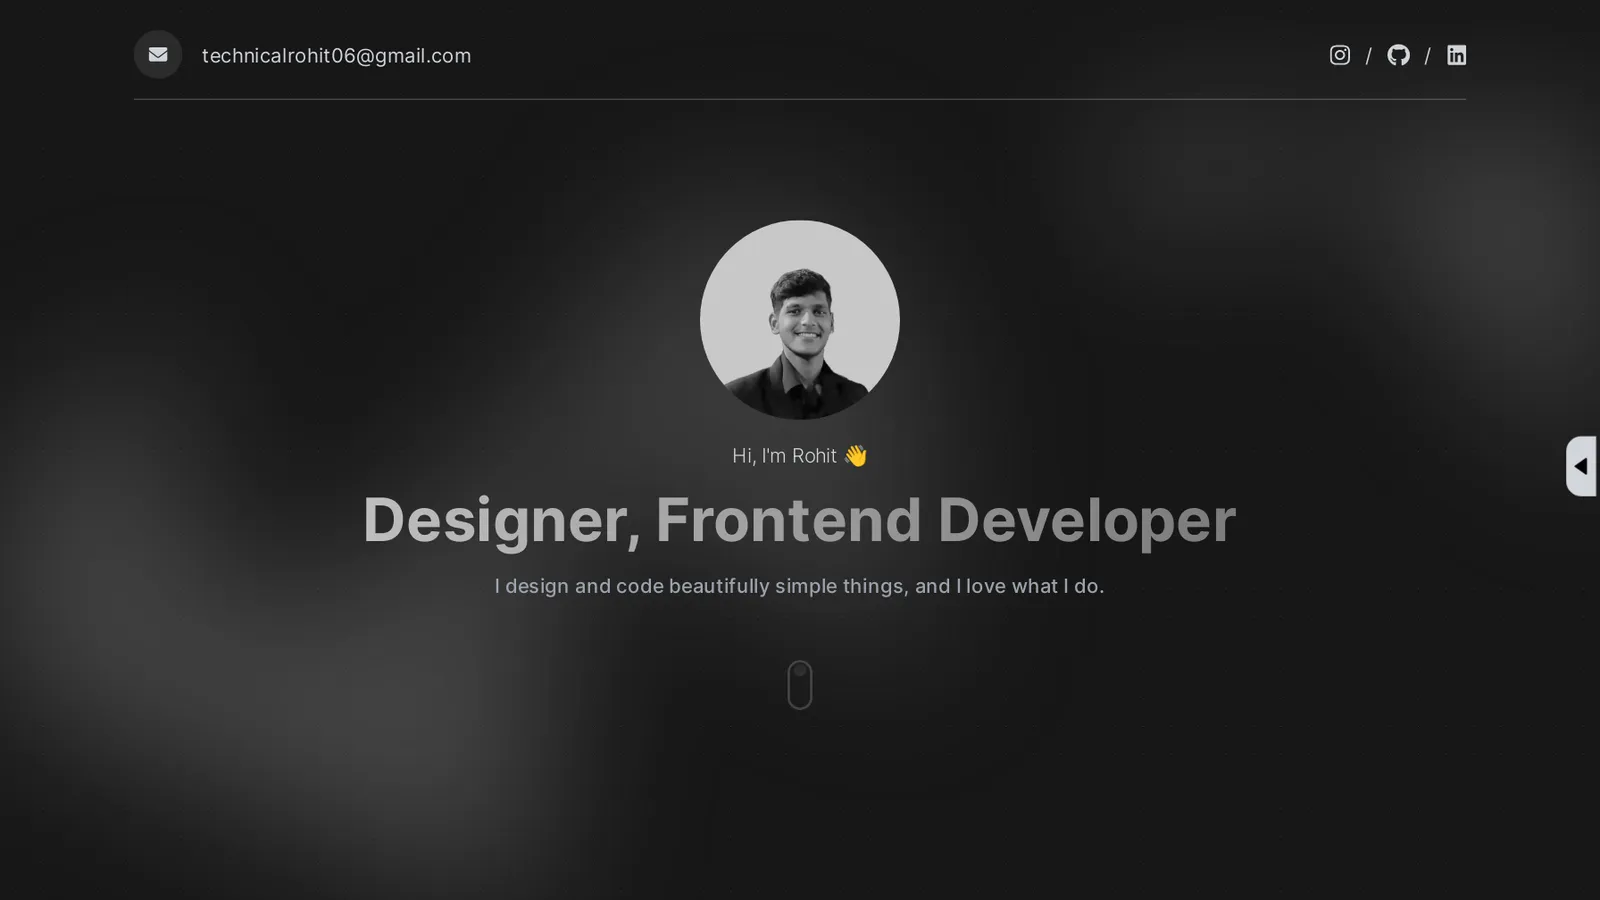 technicalrohit06@gmail.com
/ /
Hi, I'm Rohit 👋
Designer, Frontend Developer
I design and code beautifully simple things, and I love what I do.